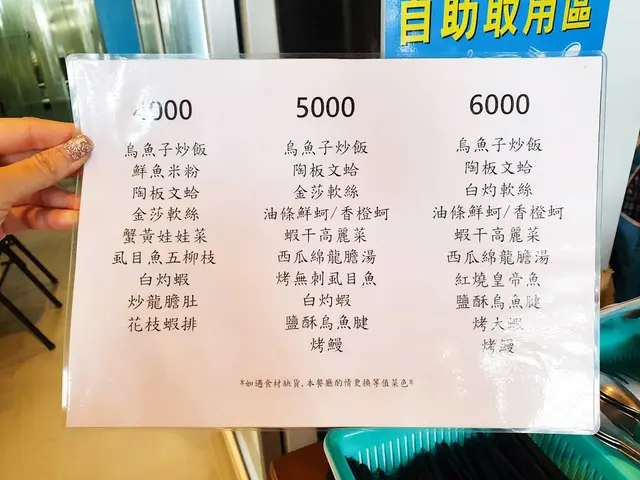 自助取用區
4000
烏魚子炒飯
鮮魚米粉
陶板文蛤
金莎軟絲
蟹黃娃娃菜
虱目魚五柳枝
白灼蝦
炒龍膽肚
花枝蝦排
5000
烏魚子炒飯
陶板文蛤
金莎軟絲
油條鮮蚵/香橙蚵
蝦干高麗菜
西瓜綿龍膽湯
烤無刺虱目魚
白灼蝦
鹽酥烏魚腱
烤鰻
6000
烏魚子炒飯
陶板文蛤
白灼軟絲
油條鮮蚵/香橙蚵
蝦干高麗菜
西瓜綿龍膽湯
紅燒皇帝魚
鹽酥烏魚腱
烤大蝦
烤鰻
*如遇食材缺貨,本餐廳酌情更換等值菜色*